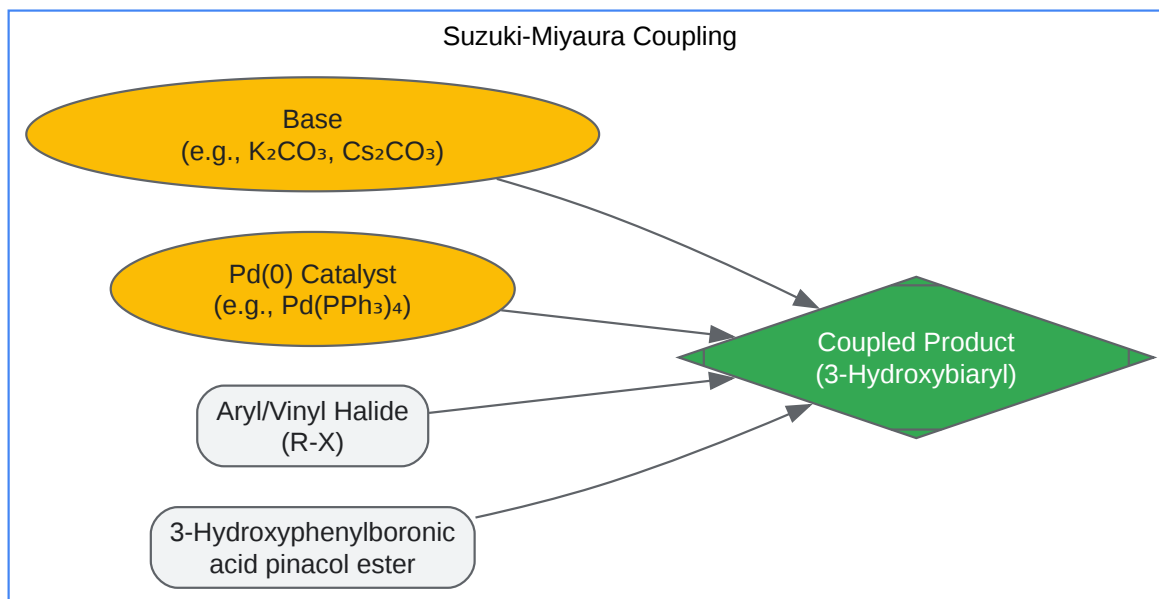 Suzuki-Miyaura Coupling
Base
(e.g., K₂CO₃, Cs₂CO₃)
Pd(0) Catalyst
(e.g., Pd(PPh₃)₄)
Aryl/Vinyl Halide
(R-X)
3-Hydroxyphenylboronic
acid pinacol ester
Coupled Product
(3-Hydroxybiaryl)